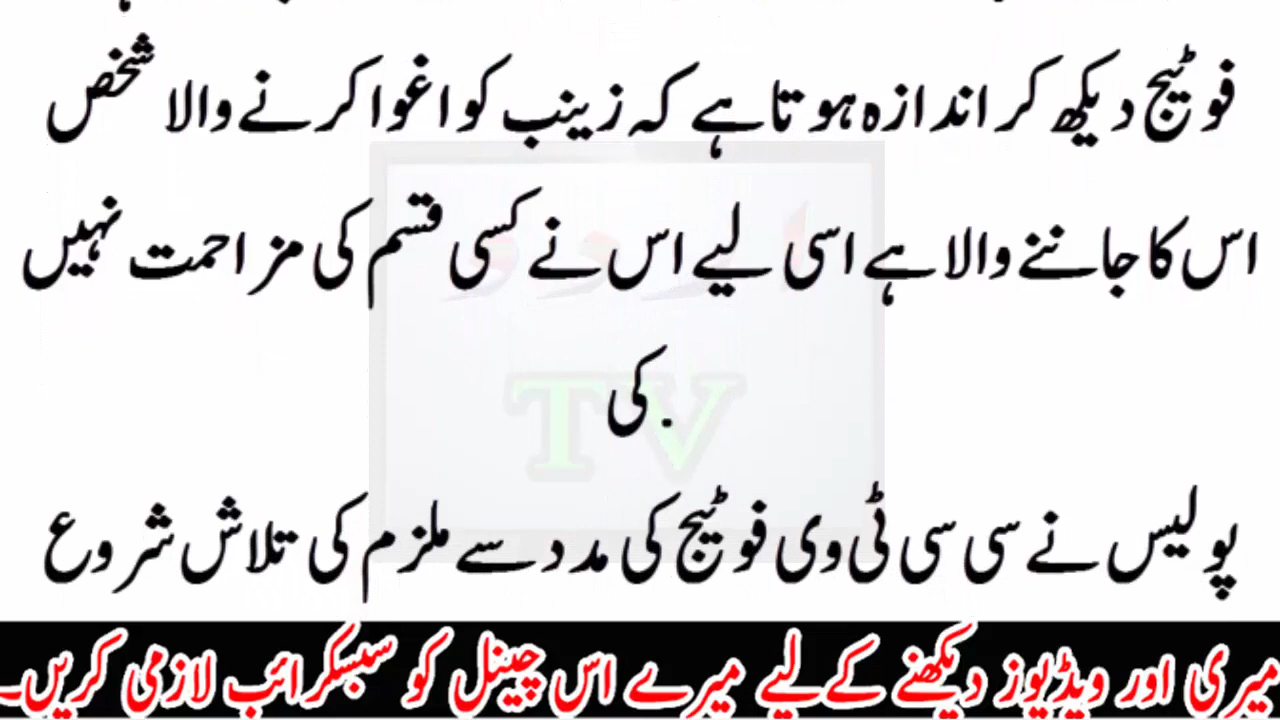 فوٹیج دیکھ کر اندازہ ہوتا ہے کہ زینب کو اغوا کرنے والا شخص
اس کا جاننے والا ہے اسی لیے اس نے کسی قسم کی مزاحمت نہیں
کی.
اردو
TV
پولیس نے سی سی ٹی وی فوٹیج کی مدد سے ملزم کی تلاش شروع
میری اور ویڈیوز دیکھنے کے لیے میرے اس چینل کو سبسکرائب لازمی کریں۔